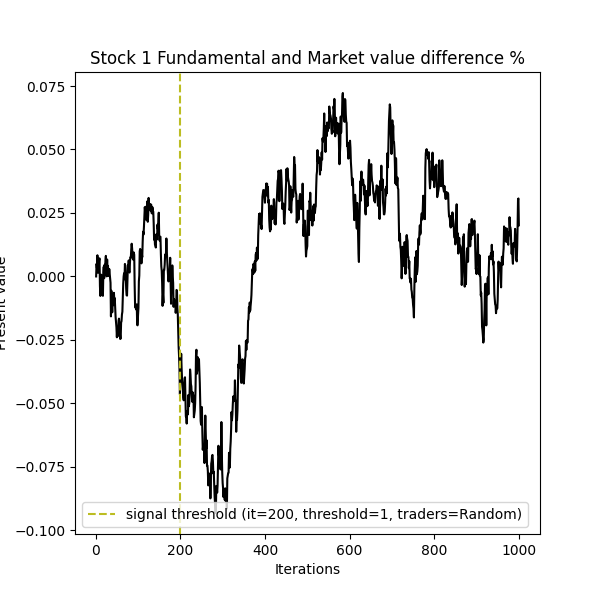 Stock 1 Fundamental and Market value difference %
0.075
0.050
0.025
0.000
−0.025
−0.050
−0.075
−0.100
Present value
signal threshold (it=200, threshold=1, traders=Random)
0 200 400 600 800 1000
Iterations